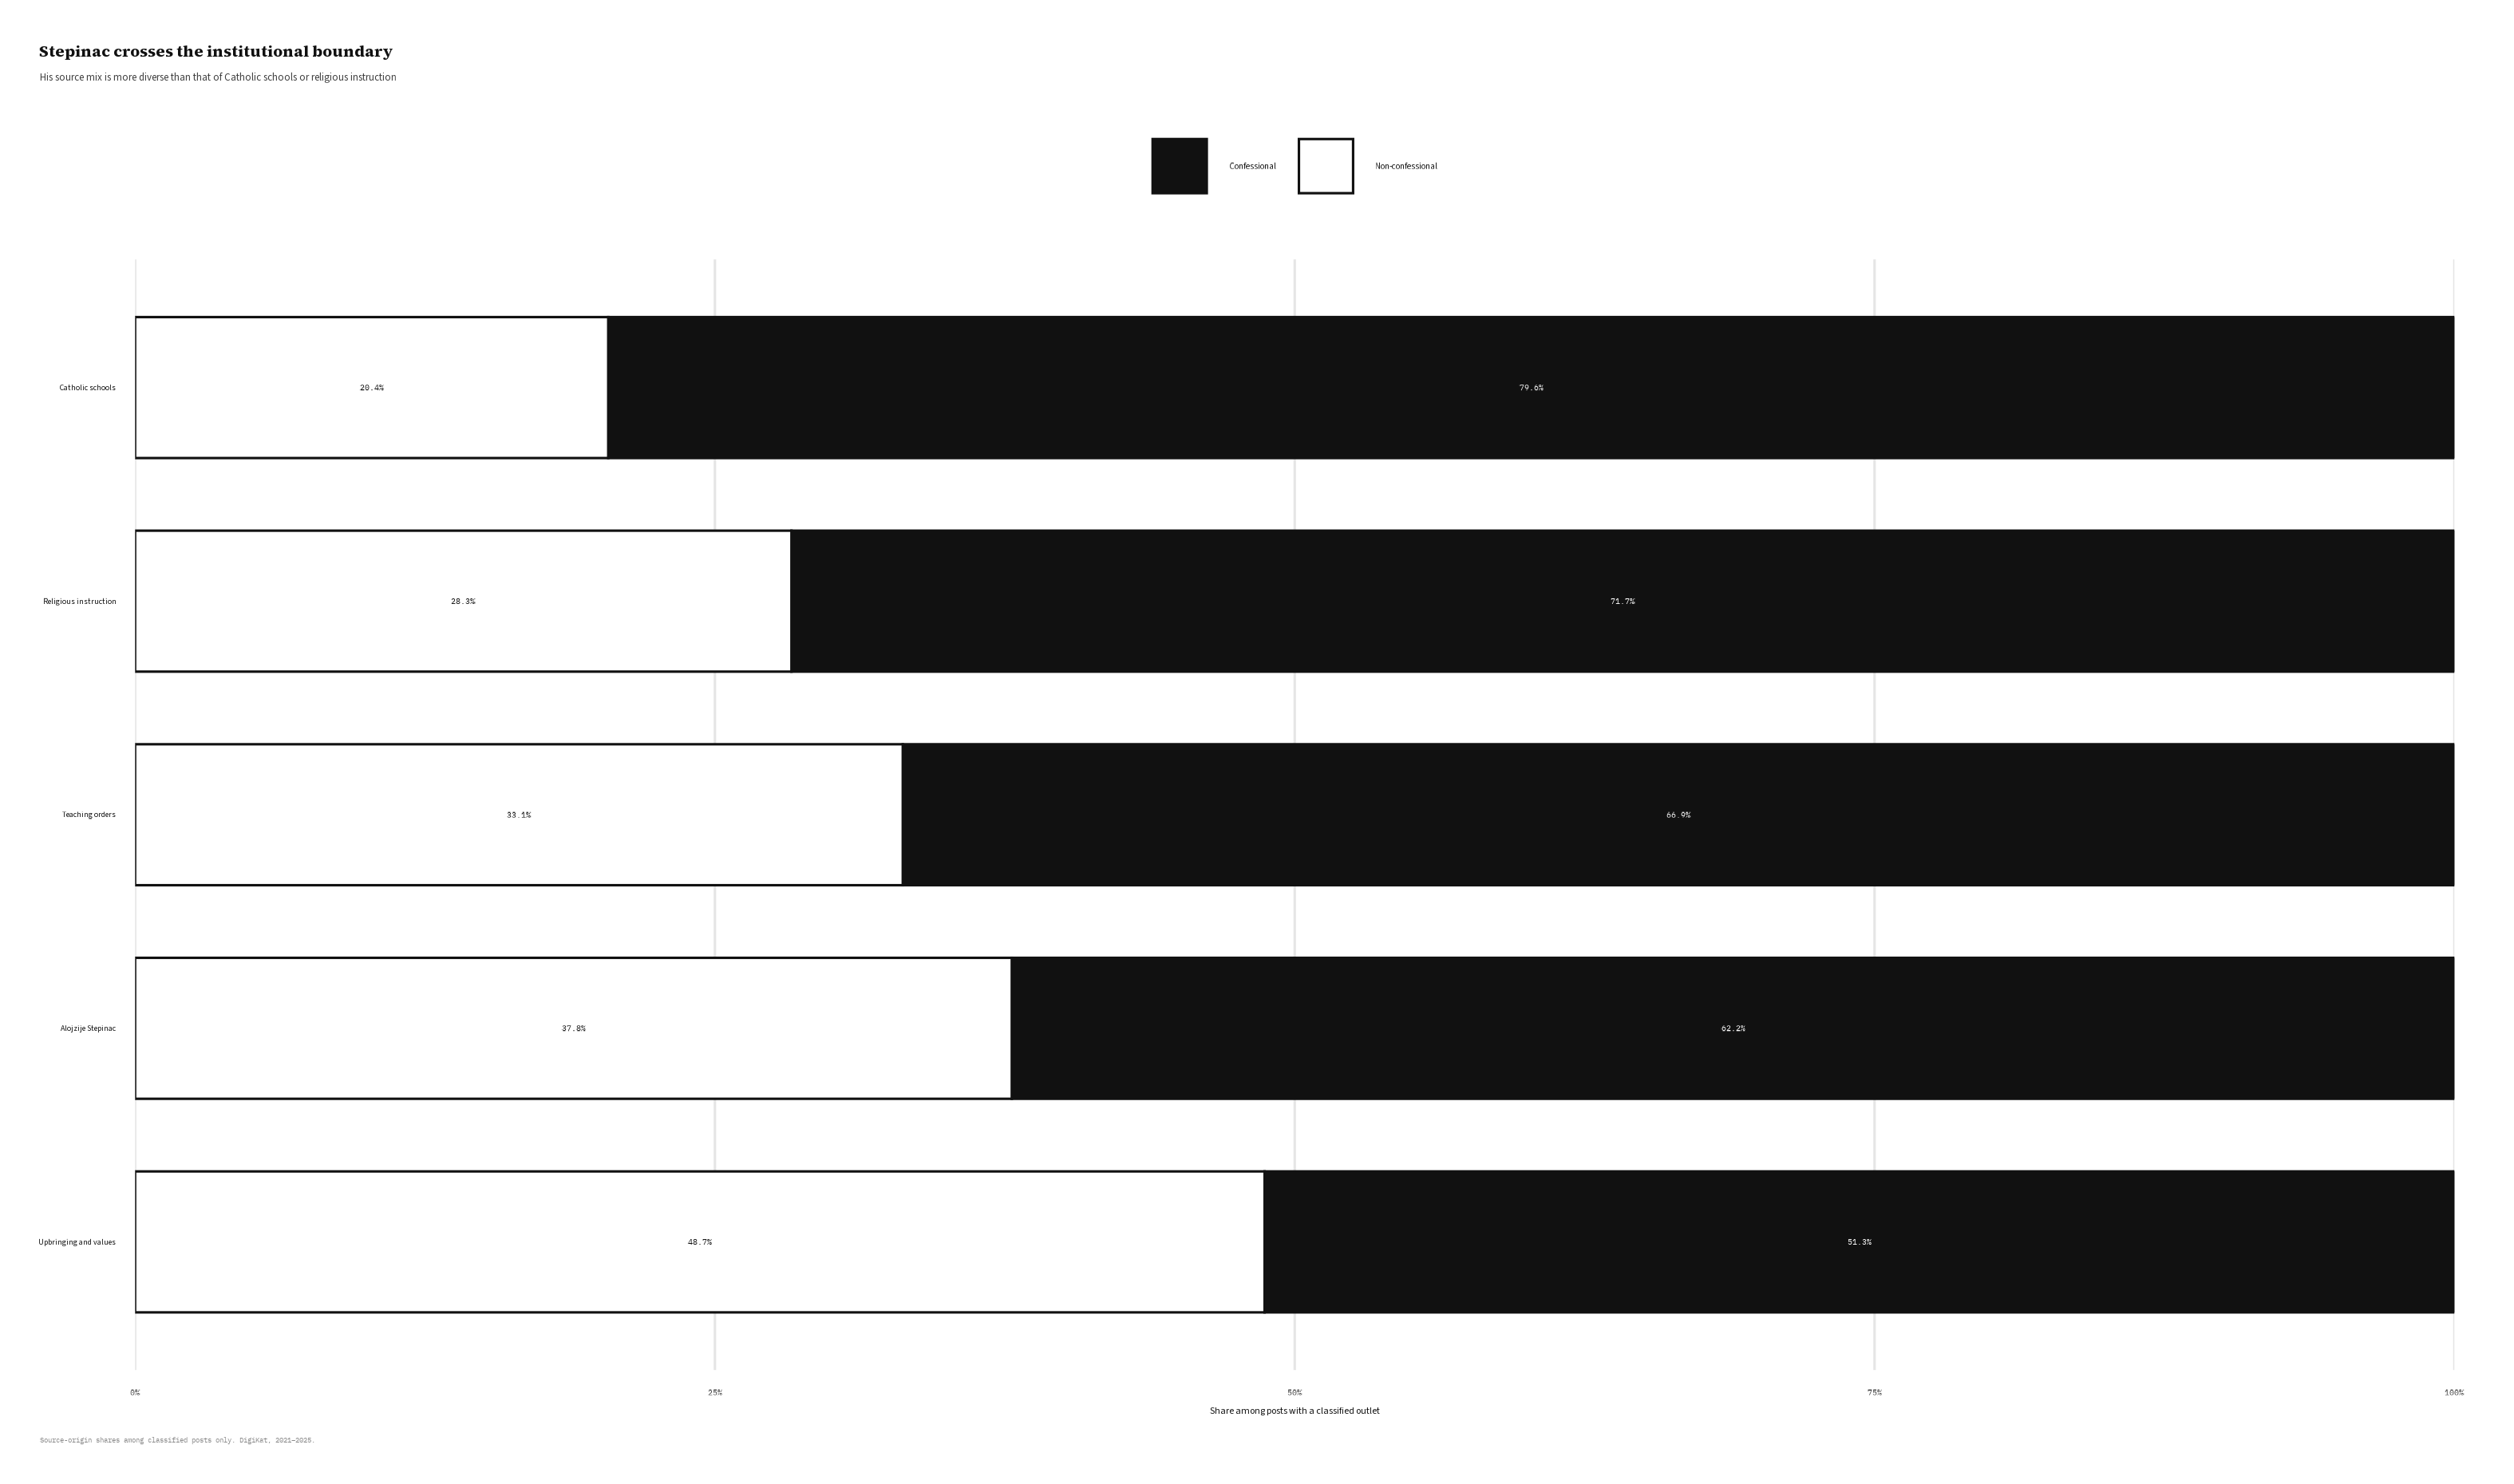 Stepinac crosses the institutional boundary
His source mix is more diverse than that of Catholic schools or religious instruction
Confessional
Non-confessional
Catholic schools
20.4%
79.6%
Religious instruction
28.3%
71.7%
Teaching orders
33.1%
66.9%
Alojzije Stepinac
37.8%
62.2%
Upbringing and values
48.7%
51.3%
0%
25%
50%
75%
100%
Share among posts with a classified outlet
Source-origin shares among classified posts only. DigiKat, 2021–2025.